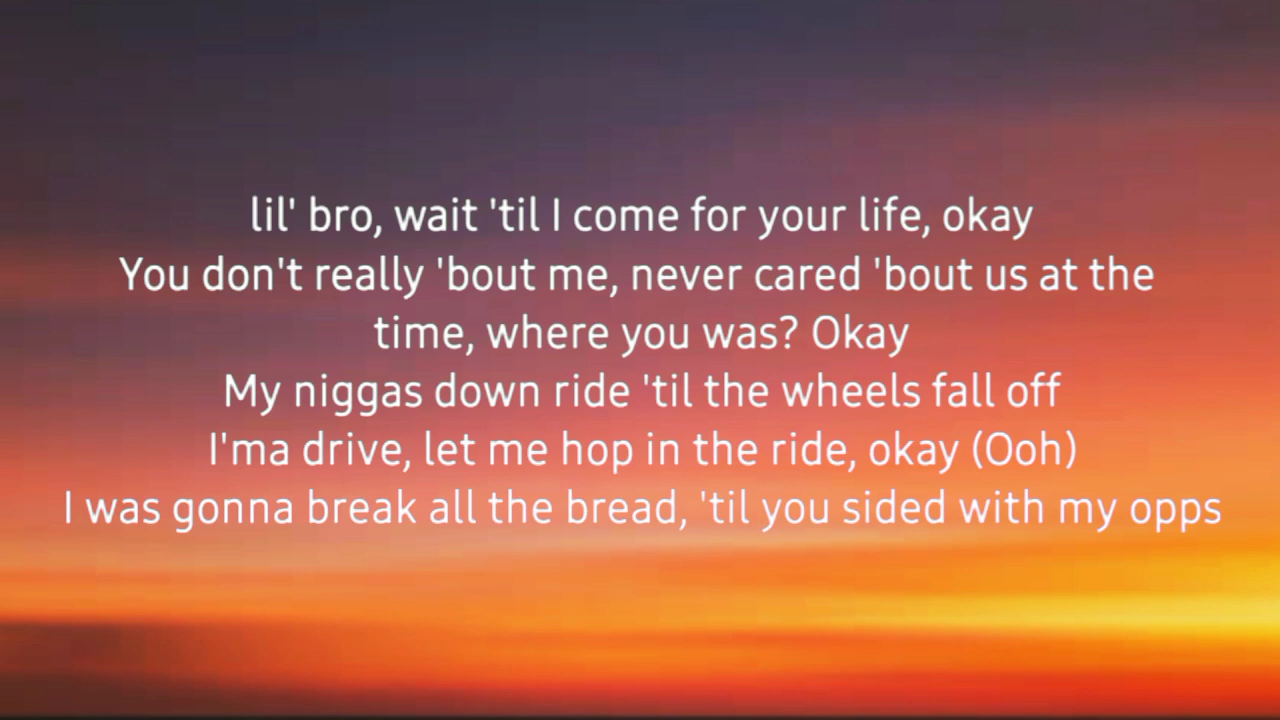 lil' bro, wait 'til I come for your life, okay
You don't really 'bout me, never cared 'bout us at the
time, where you was? Okay
My niggas down ride 'til the wheels fall off
I'ma drive, let me hop in the ride, okay (Ooh)
I was gonna break all the bread, 'til you sided with my opps